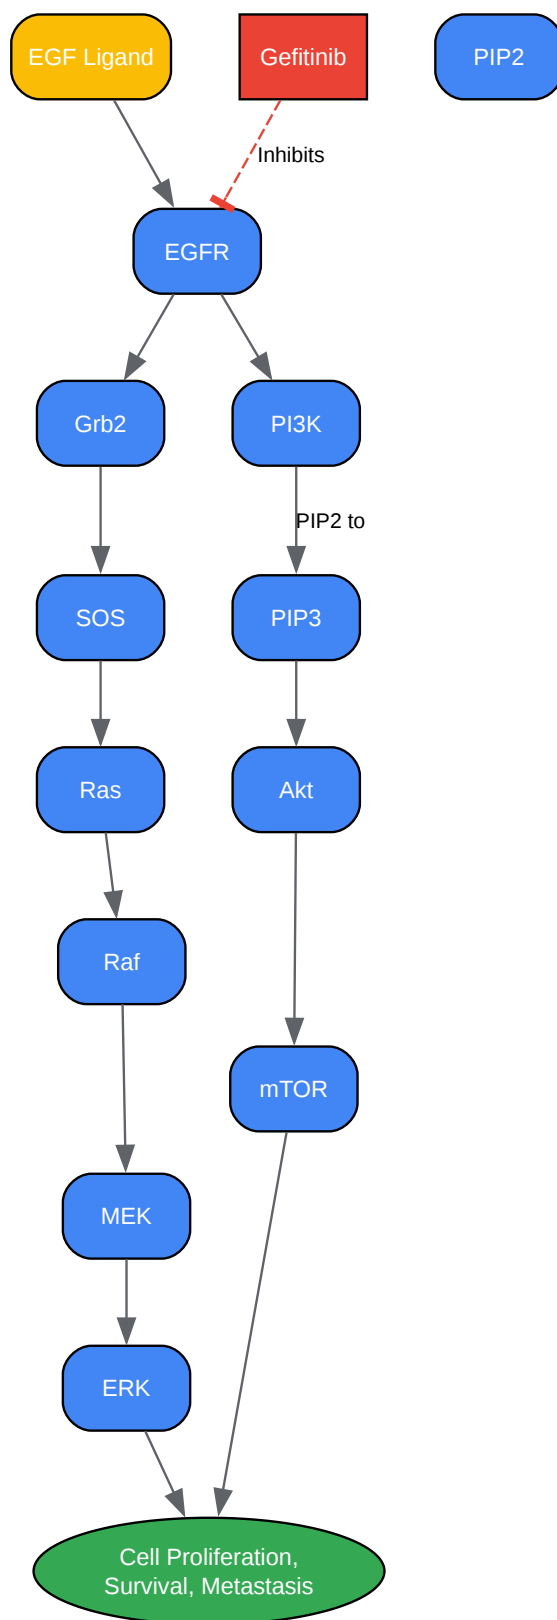 EGF Ligand
Gefitinib
PIP2
Inhibits
EGFR
Grb2
PI3K
PIP2 to
SOS
PIP3
Ras
Akt
Raf
mTOR
MEK
ERK
Cell Proliferation,
Survival, Metastasis